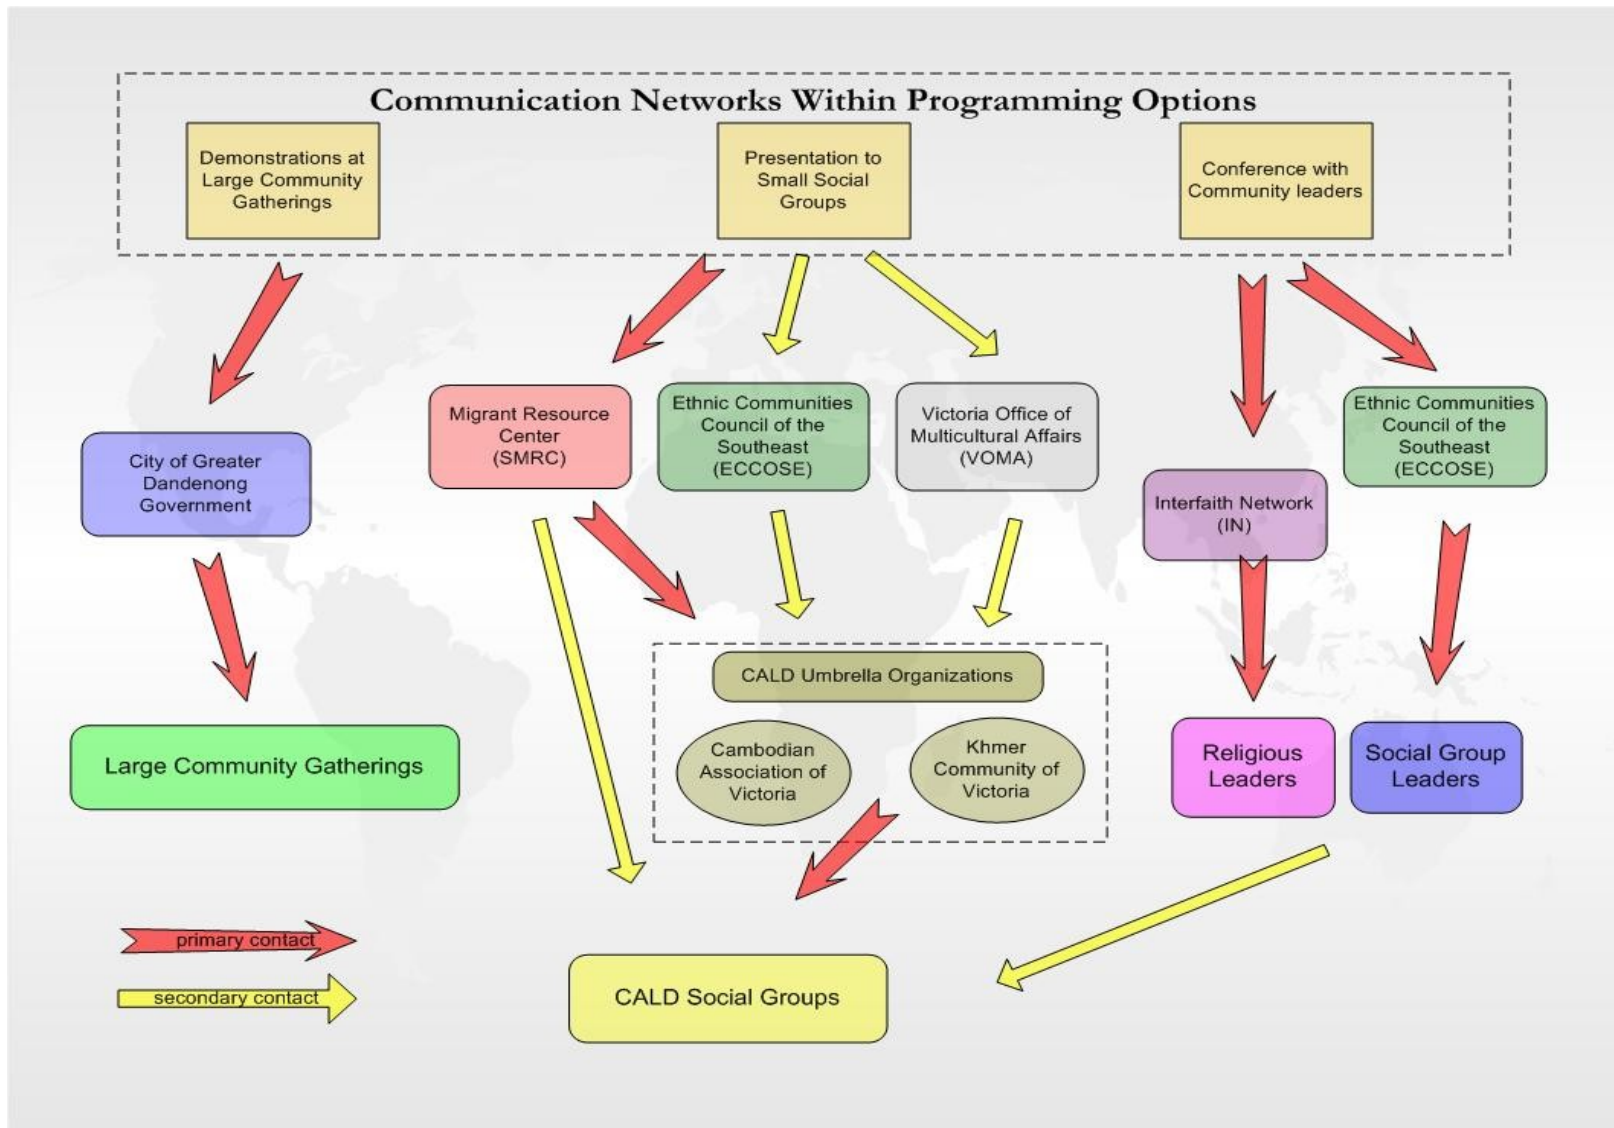 Communication Networks Within Programming Options
Demonstrations at
Large Community
Gatherings
Presentation to
Small Social
Groups
Conference with
Community leaders
City of Greater
Dandenong
Government
Migrant Resource
Center
(SMRC)
Ethnic Communities
Council of the
Southeast
(ECCOSE)
Victoria Office of
Multicultural Affairs
(VOMA)
Interfaith Network
(IN)
Ethnic Communities
Council of the
Southeast
(ECCOSE)
Large Community Gatherings
CALD Umbrella Organizations
Cambodian
Association of
Victoria
Khmer
Community of
Victoria
Religious
Leaders
Social Group
Leaders
primary contact
secondary contact
CALD Social Groups